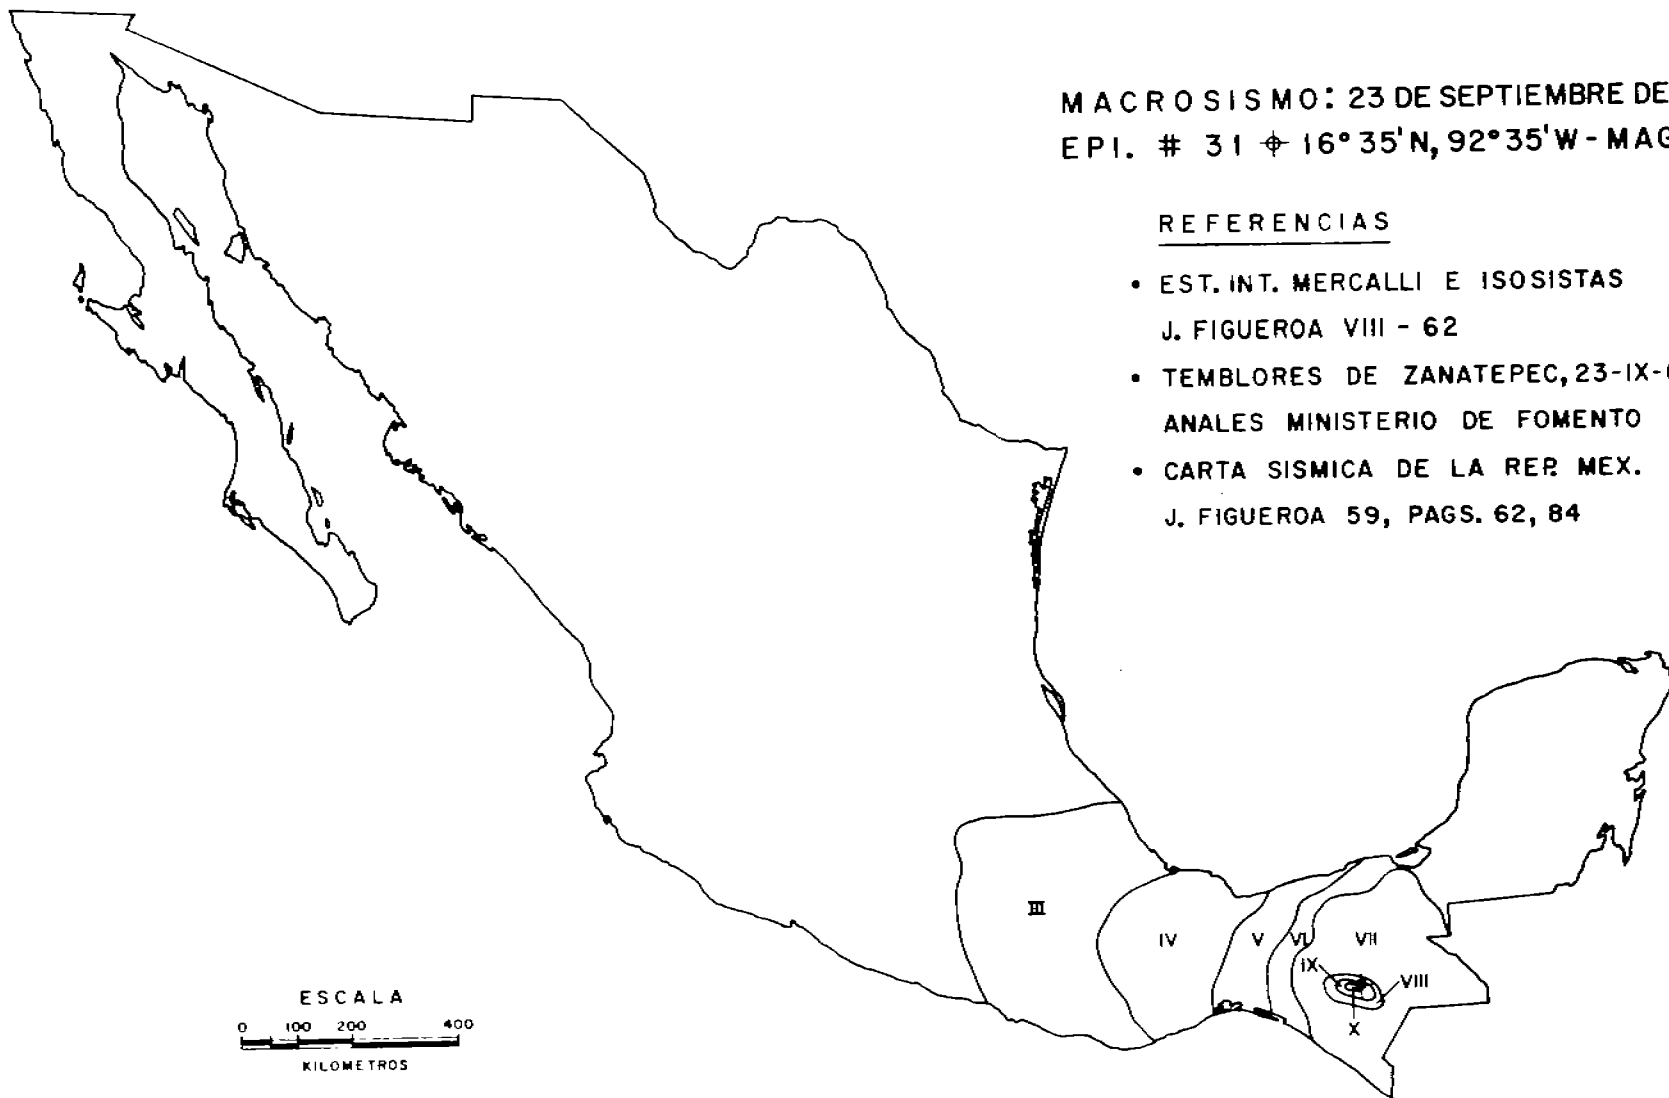 MACROSISMO: 23 DE SEPTIEMBRE DE
EPI. # 31 ⌖ 16°35'N, 92°35'W - MAG
REFERENCIAS
• EST. INT. MERCALLI E ISOSISTAS
J. FIGUEROA VIII - 62
• TEMBLORES DE ZANATEPEC, 23-IX-
ANALES MINISTERIO DE FOMENTO
• CARTA SISMICA DE LA REP. MEX.
J. FIGUEROA 59, PAGS. 62, 84
III
IV
V
VI
VII
IX
VIII
X
ESCALA
0 100 200 400
KILOMETROS